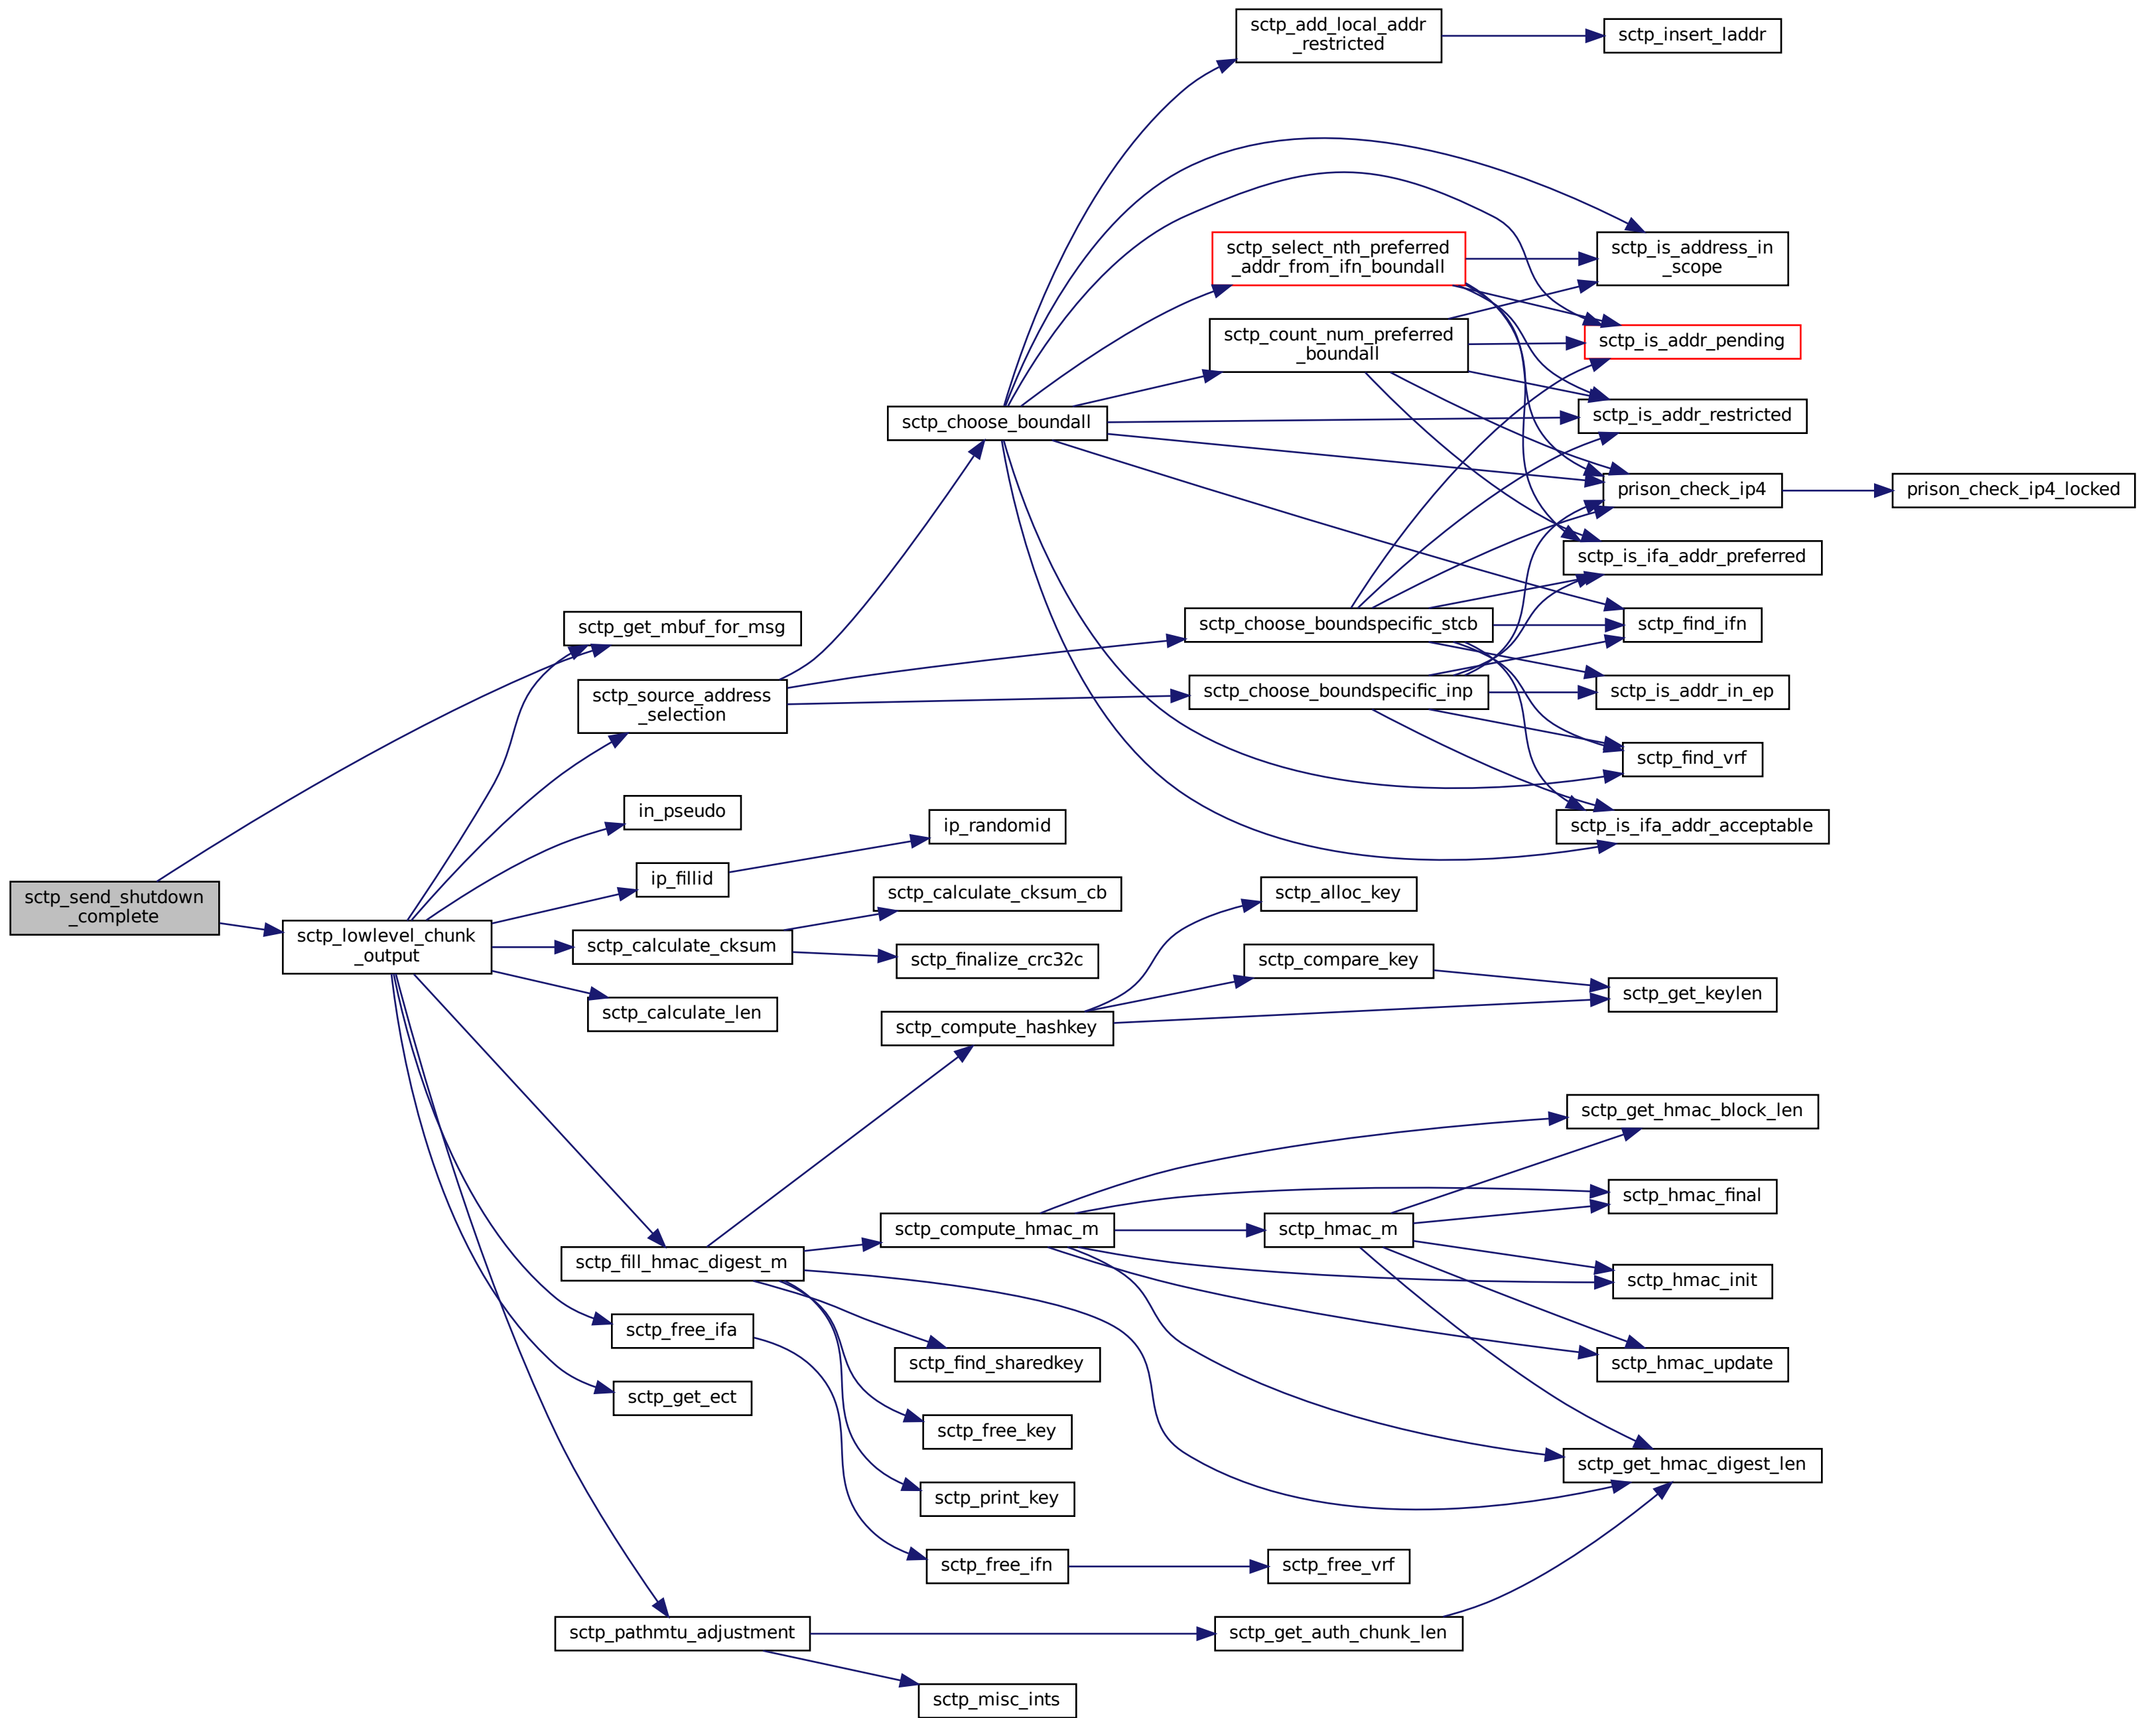 sctp_add_local_addr
_restricted
sctp_insert_laddr
sctp_select_nth_preferred
_addr_from_ifn_boundall
sctp_is_address_in
_scope
sctp_count_num_preferred
_boundall
sctp_is_addr_pending
sctp_choose_boundall
sctp_is_addr_restricted
prison_check_ip4
prison_check_ip4_locked
sctp_is_ifa_addr_preferred
sctp_get_mbuf_for_msg
sctp_choose_boundspecific_stcb
sctp_find_ifn
sctp_source_address
_selection
sctp_choose_boundspecific_inp
sctp_is_addr_in_ep
sctp_find_vrf
in_pseudo
ip_randomid
sctp_is_ifa_addr_acceptable
ip_fillid
sctp_send_shutdown
_complete
sctp_calculate_cksum_cb
sctp_alloc_key
sctp_lowlevel_chunk
_output
sctp_calculate_cksum
sctp_finalize_crc32c
sctp_compare_key
sctp_get_keylen
sctp_calculate_len
sctp_compute_hashkey
sctp_get_hmac_block_len
sctp_hmac_final
sctp_compute_hmac_m
sctp_hmac_m
sctp_fill_hmac_digest_m
sctp_hmac_init
sctp_free_ifa
sctp_find_sharedkey
sctp_hmac_update
sctp_get_ect
sctp_free_key
sctp_get_hmac_digest_len
sctp_print_key
sctp_free_ifn
sctp_free_vrf
sctp_pathmtu_adjustment
sctp_get_auth_chunk_len
sctp_misc_ints